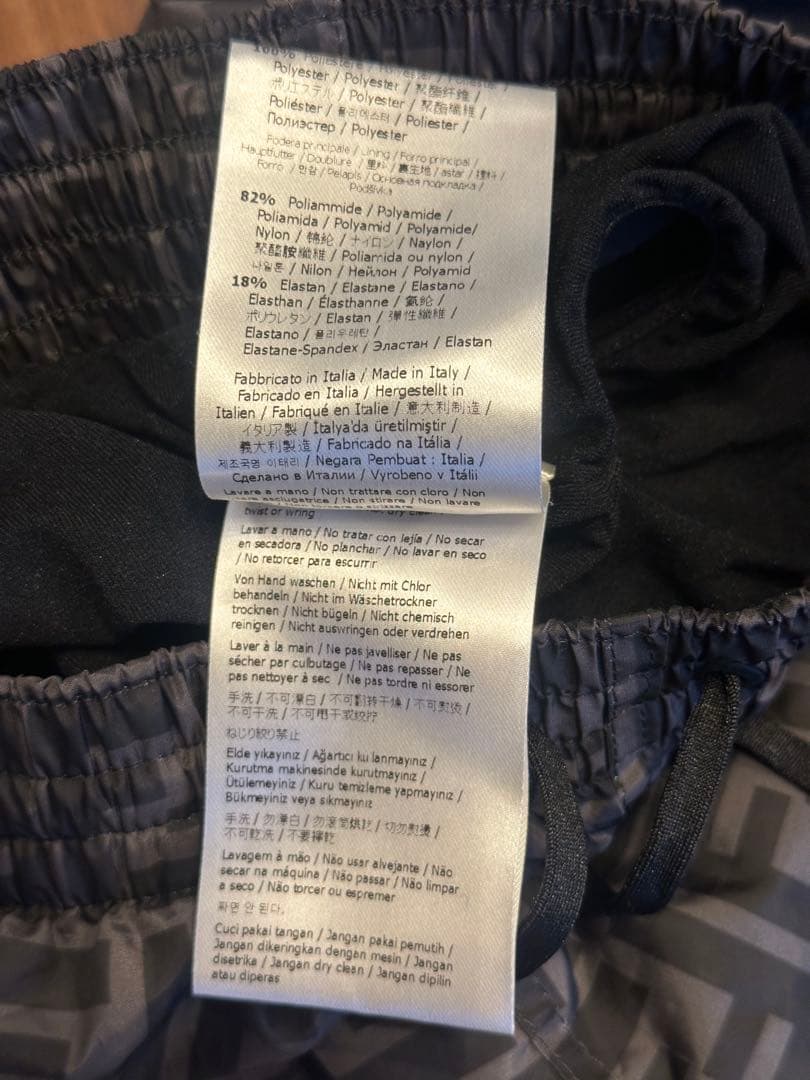 100% Poliestere / Polyester / Polyester /
Polyester / Polyester / 聚酯纤维 /
ポリエステル / Polyester / 聚酯纖維 /
Poliéster / 폴리에스터 / Poliester /
Полиэстер / Polyester
Fodera principale / Lining / Forro principal /
Hauptfutter / Doublure / 里料 / 裏生地 / astar / 裡料 /
Forro / 안감 / Pelapis / Основная подкладка /
Podšívka
82% Poliammide / Polyamide /
Poliamida / Polyamid / Polyamide/
Nylon / 锦纶 / ナイロン / Naylon /
聚醯胺纖維 / Poliamida ou nylon /
나일론 / Nilon / Нейлон / Polyamid
18% Elastan / Elastane / Elastano /
Elasthan / Élasthanne / 氨纶 /
ポリウレタン / Elastan / 彈性纖維 /
Elastano / 폴리우레탄 /
Elastane-Spandex / Эластан / Elastan
Fabbricato in Italia / Made in Italy /
Fabricado en Italia / Hergestellt in
Italien / Fabriqué en Italie / 意大利制造 /
イタリア製 / Italya'da üretilmiştir /
義大利製造 / Fabricado na Itália /
제조국명 이태리 / Negara Pembuat : Italia /
Сделано в Италии / Vyrobeno v Itálii
Lavare a mano / Non trattare con cloro / Non
asciugatrice / Non stirare / Non lavare
twist or wring
Lavar a mano / No tratar con lejía / No secar
en secadora / No planchar / No lavar en seco
/ No retorcer para escurrir
Von Hand waschen / Nicht mit Chlor
behandeln / Nicht im Wäschetrockner
trocknen / Nicht bügeln / Nicht chemisch
reinigen / Nicht auswringen oder verdrehen
Laver à la main / Ne pas javelliser / Ne pas
sécher par culbutage / Ne pas repasser / Ne
pas nettoyer à sec / Ne pas tordre ni essorer
手洗 / 不可漂白 / 不可翻转干燥 / 不可熨烫 /
不可干洗 / 不可甩干或绞拧
ねじり絞り禁止
Elde yıkayınız / Ağartıcı kullanmayınız /
Kurutma makinesinde kurutmayınız /
Ütülemeyiniz / Kuru temizleme yapmayınız /
Bükmeyiniz veya sıkmayınız
手洗 / 勿漂白 / 勿滾筒烘乾 / 切勿熨燙 /
不可乾洗 / 不要擰乾
Lavagem à mão / Não usar alvejante / Não
secar na máquina / Não passar / Não limpar
a seco / Não torcer ou espremer
짜면 안 된다.
Cuci pakai tangan / Jangan pakai pemutih /
Jangan dikeringkan dengan mesin / Jangan
disetrika / Jangan dry clean / Jangan dipilin
atau diperas